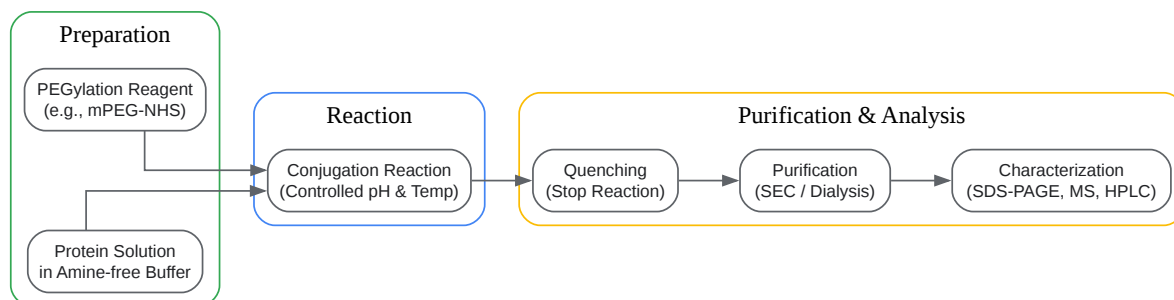 Preparation
PEGylation Reagent
(e.g., mPEG-NHS)
Protein Solution
in Amine-free Buffer
Reaction
Conjugation Reaction
(Controlled pH & Temp)
Purification & Analysis
Quenching
(Stop Reaction)
Purification
(SEC / Dialysis)
Characterization
(SDS-PAGE, MS, HPLC)